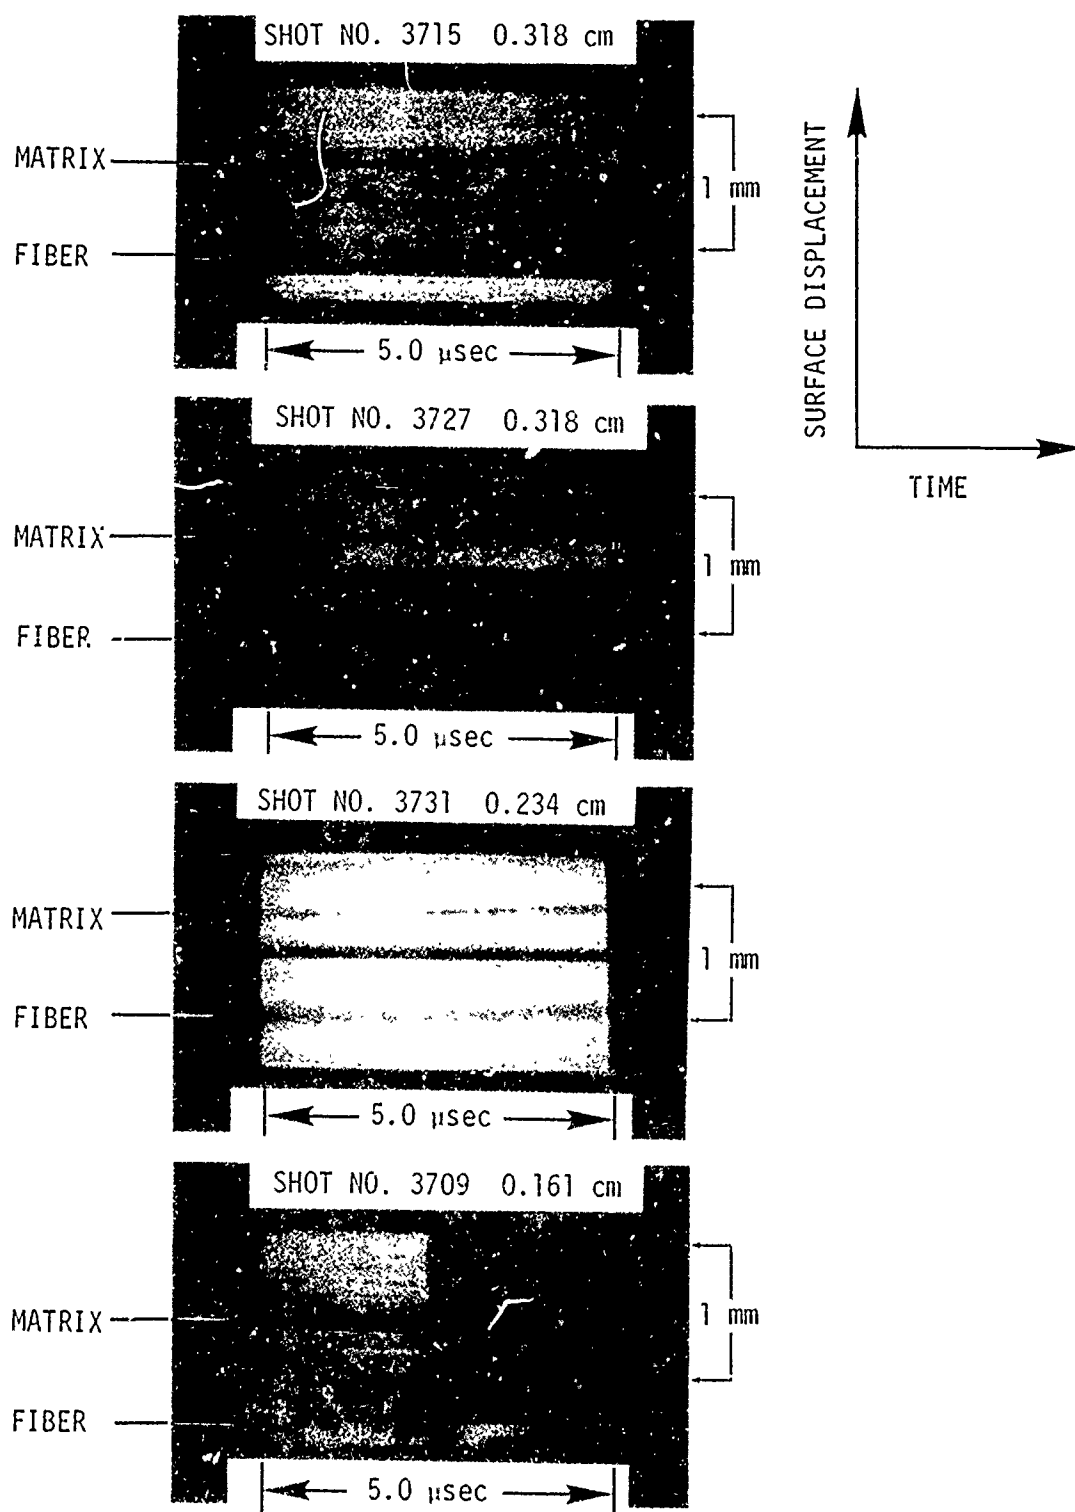 SHOT NO. 3715 0.318 cm
MATRIX
FIBER
1 mm
5.0 µsec
SURFACE DISPLACEMENT
TIME
SHOT NO. 3727 0.318 cm
MATRIX
FIBER
1 mm
5.0 µsec
SHOT NO. 3731 0.234 cm
MATRIX
FIBER
1 mm
5.0 µsec
SHOT NO. 3709 0.161 cm
MATRIX
FIBER
1 mm
5.0 µsec